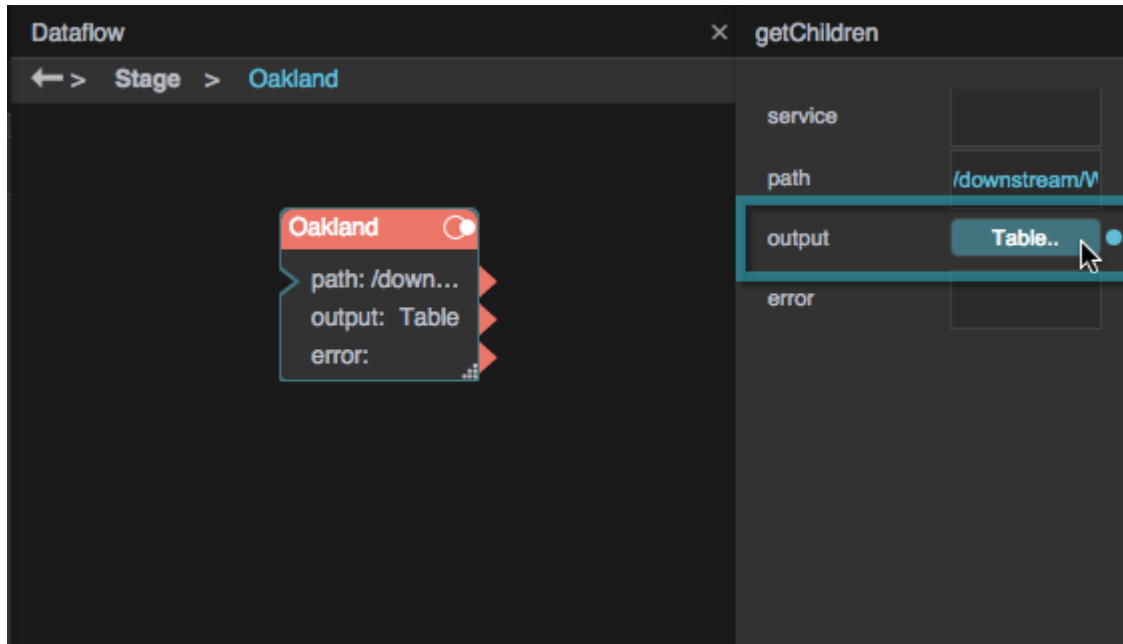 Dataflow ×
← > Stage > Oakland
Oakland
path: /down...
output: Table
error:
getChildren
service
path /downstream/W
output Table..
error